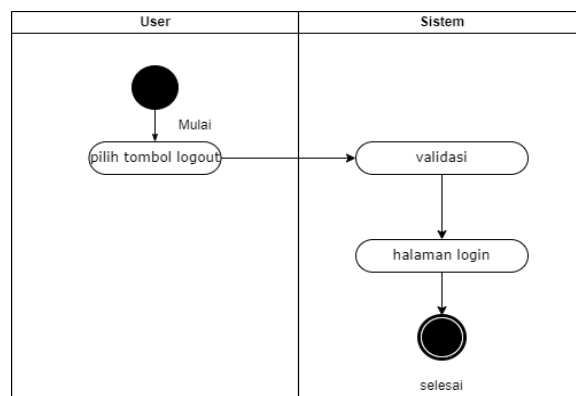 User
Sistem
Mulai
pilih tombol logout
validasi
halaman login
selesai